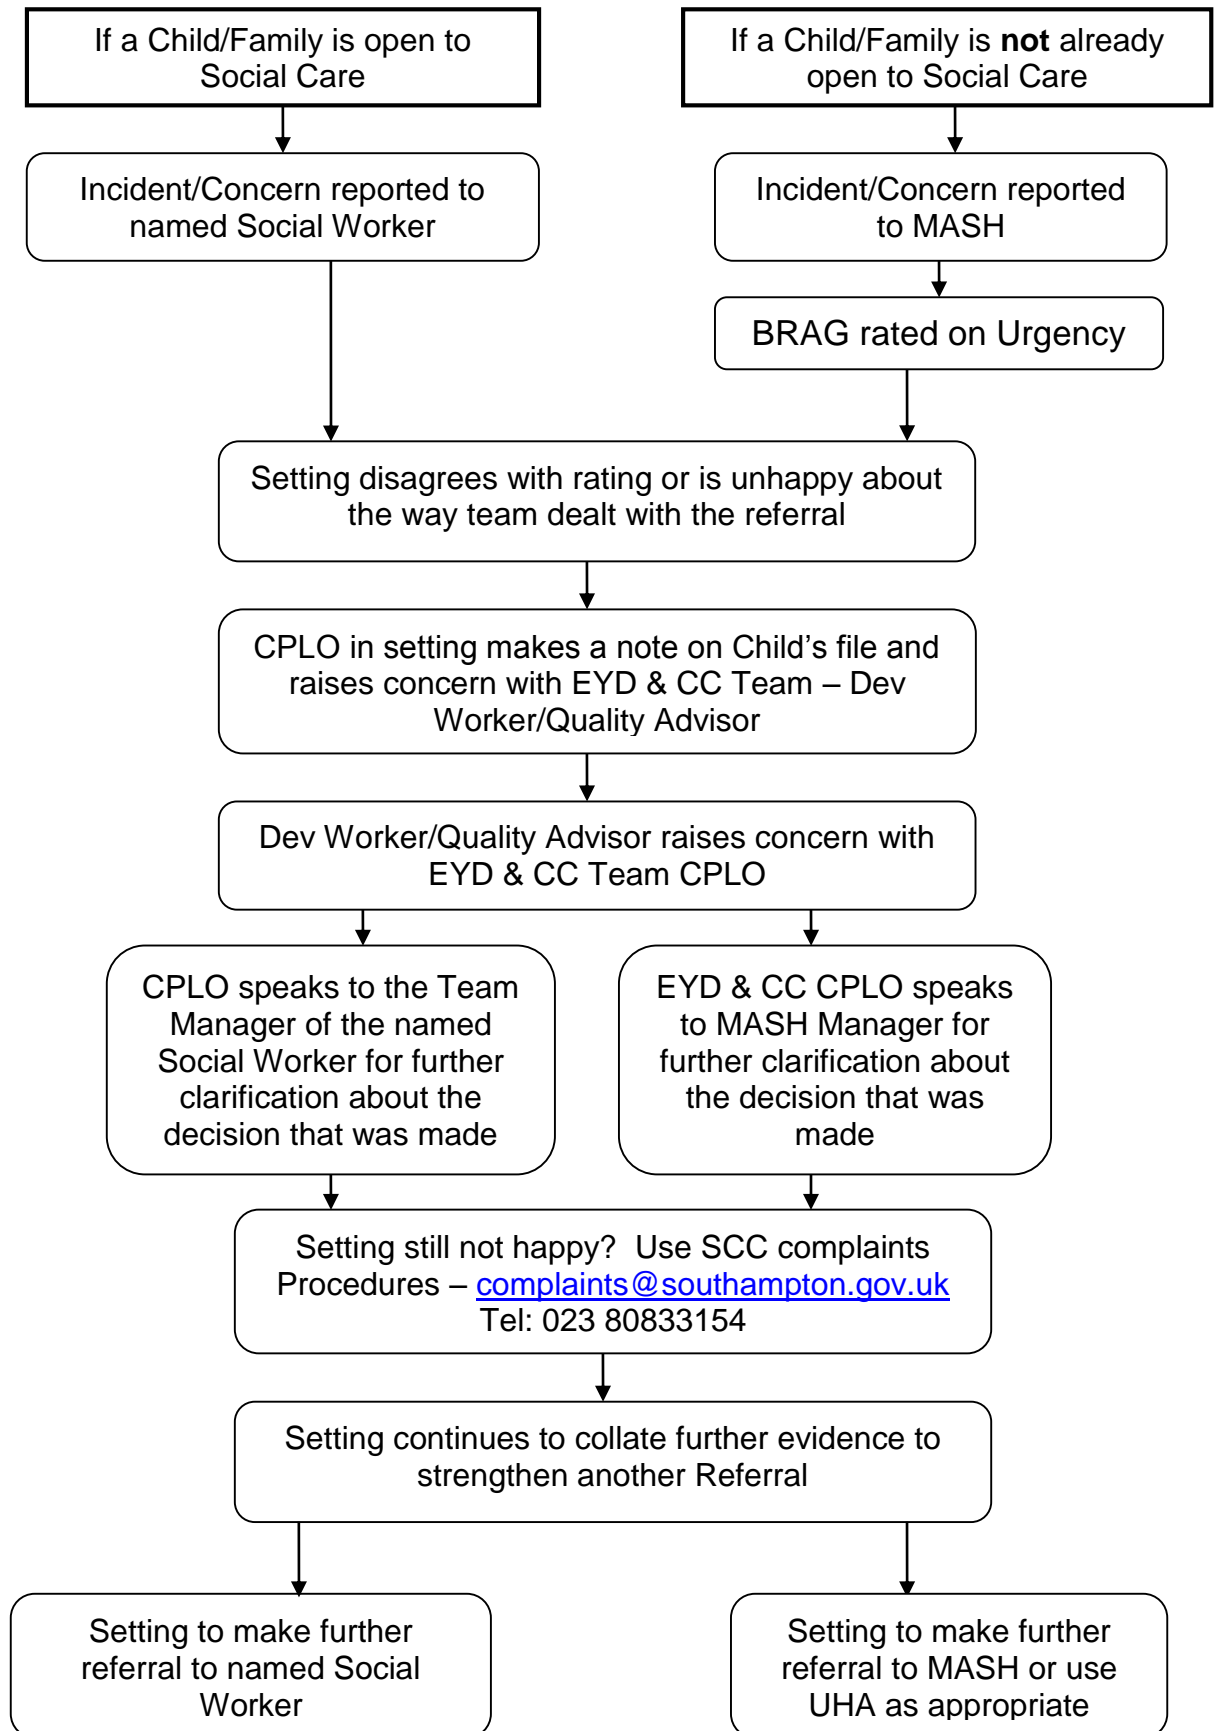 If a Child/Family is open to
Social Care
If a Child/Family is not already
open to Social Care
Incident/Concern reported to
named Social Worker
Incident/Concern reported
to MASH
BRAG rated on Urgency
Setting disagrees with rating or is unhappy about
the way team dealt with the referral
CPLO in setting makes a note on Child’s file and
raises concern with EYD & CC Team – Dev
Worker/Quality Advisor
Dev Worker/Quality Advisor raises concern with
EYD & CC Team CPLO
CPLO speaks to the Team
Manager of the named
Social Worker for further
clarification about the
decision that was made
EYD & CC CPLO speaks
to MASH Manager for
further clarification about
the decision that was
made
Setting still not happy?  Use SCC complaints
Procedures – complaints@southampton.gov.uk
Tel: 023 80833154
Setting continues to collate further evidence to
strengthen another Referral
Setting to make further
referral to named Social
Worker
Setting to make further
referral to MASH or use
UHA as appropriate